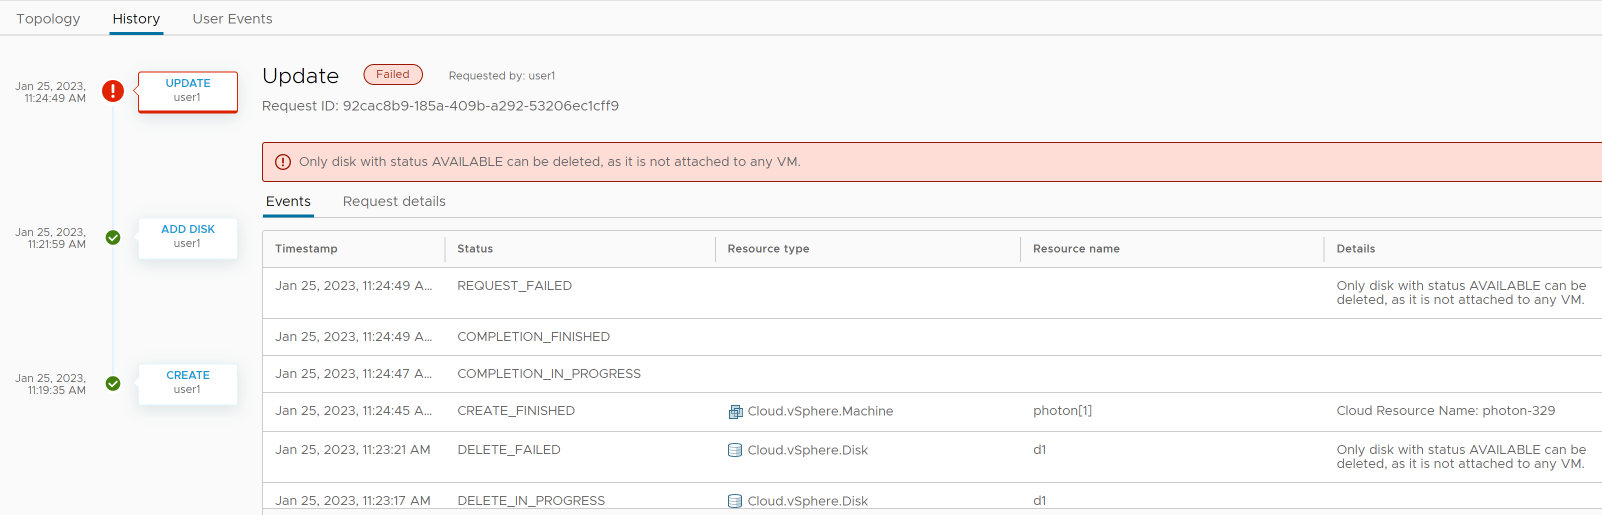 Topology History User Events
Jan 25, 2023,
11:24:49 AM
UPDATE
user1
Jan 25, 2023,
11:21:59 AM
ADD DISK
user1
Jan 25, 2023,
11:19:35 AM
CREATE
user1
Update Failed Requested by: user1
Request ID: 92cac8b9-185a-409b-a292-53206ec1cff9
Only disk with status AVAILABLE can be deleted, as it is not attached to any VM.
Events Request details
Timestamp Status Resource type Resource name Details
Jan 25, 2023, 11:24:49 A... REQUEST_FAILED Only disk with status AVAILABLE can be
deleted, as it is not attached to any VM.
Jan 25, 2023, 11:24:49 A... COMPLETION_FINISHED
Jan 25, 2023, 11:24:47 A... COMPLETION_IN_PROGRESS
Jan 25, 2023, 11:24:45 A... CREATE_FINISHED Cloud.vSphere.Machine photon[1] Cloud Resource Name: photon-329
Jan 25, 2023, 11:23:21 AM DELETE_FAILED Cloud.vSphere.Disk d1 Only disk with status AVAILABLE can be
deleted, as it is not attached to any VM.
Jan 25, 2023, 11:23:17 AM DELETE_IN_PROGRESS Cloud.vSphere.Disk d1